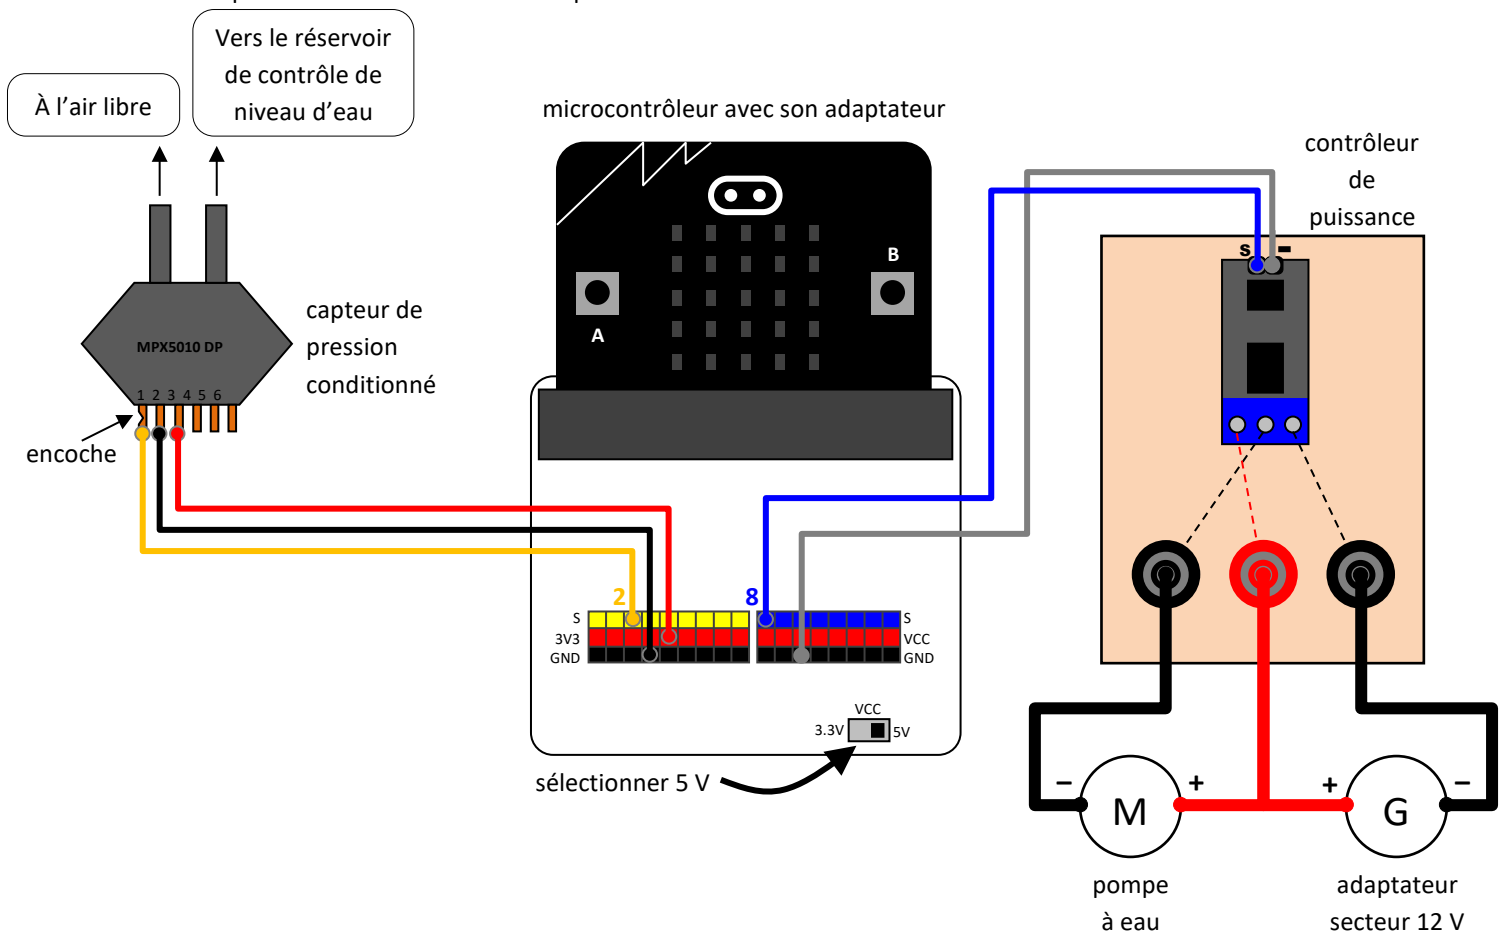 Vers le réservoir
de contrôle de
niveau d’eau
À l’air libre
microcontrôleur avec son adaptateur
contrôleur
de
puissance
S -
B
A
capteur de
pression
conditionné
MPX5010 DP
1 2 3 4 5 6
encoche
2
8
S
S
3V3
VCC
GND
GND
VCC
3.3V
5V
sélectionner 5 V
– +
+ –
M
G
pompe
à eau
adaptateur
secteur 12 V